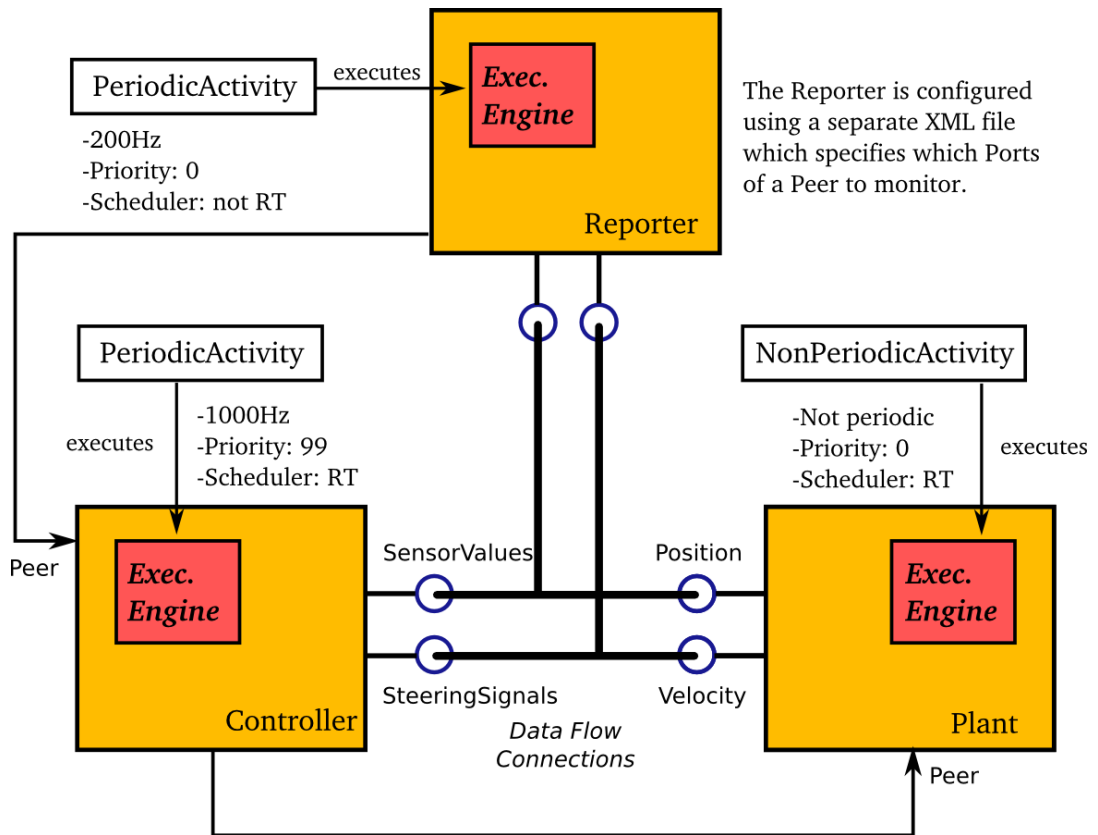 PeriodicActivity
executes
-200Hz
-Priority: 0
-Scheduler: not RT
Exec.
Engine
Reporter
The Reporter is configured
using a separate XML file
which specifies which Ports
of a Peer to monitor.
PeriodicActivity
executes
-1000Hz
-Priority: 99
-Scheduler: RT
NonPeriodicActivity
-Not periodic
-Priority: 0
-Scheduler: RT
executes
Peer
Exec.
Engine
Controller
SensorValues
Position
SteeringSignals
Velocity
Data Flow
Connections
Exec.
Engine
Plant
Peer